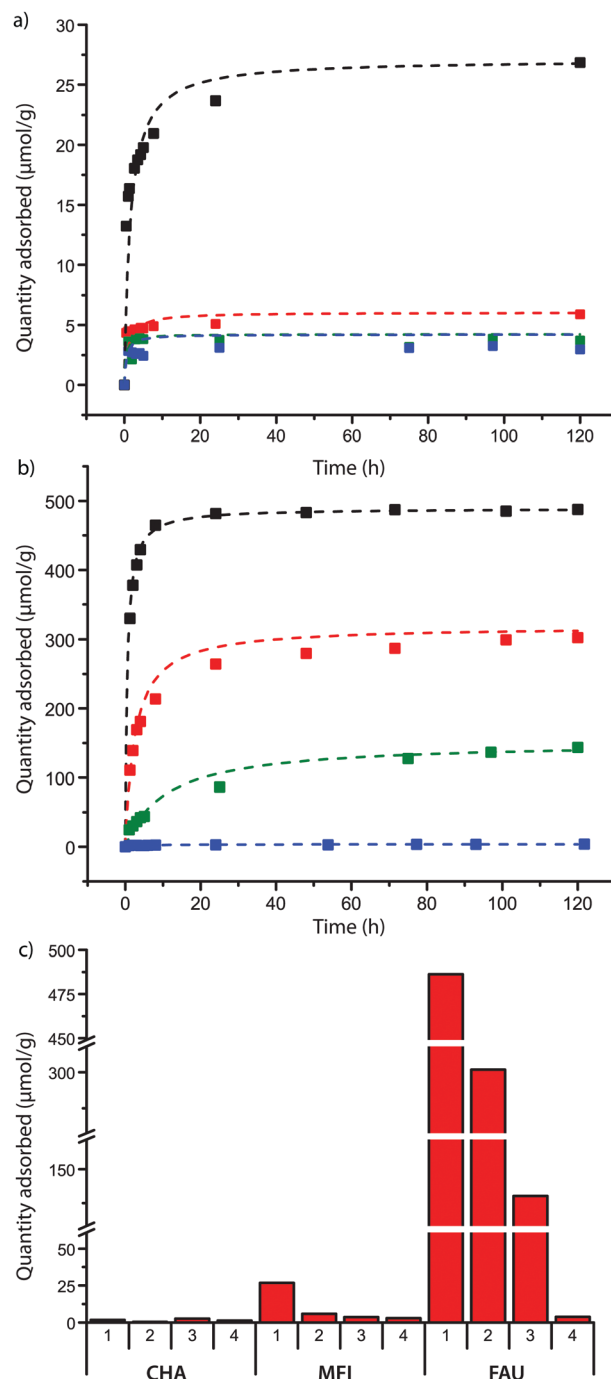 a)
30
25
20
15
10
5
0
Quantity adsorbed (µmol/g)
0 20 40 60 80 100 120
Time (h)
b)
500
400
300
200
100
0
Quantity adsorbed (µmol/g)
0 20 40 60 80 100 120
Time (h)
c)
500
475
450
300
150
50
25
0
Quantity adsorbed (µmol/g)
1 2 3 4 1 2 3 4 1 2 3 4
CHA MFI FAU